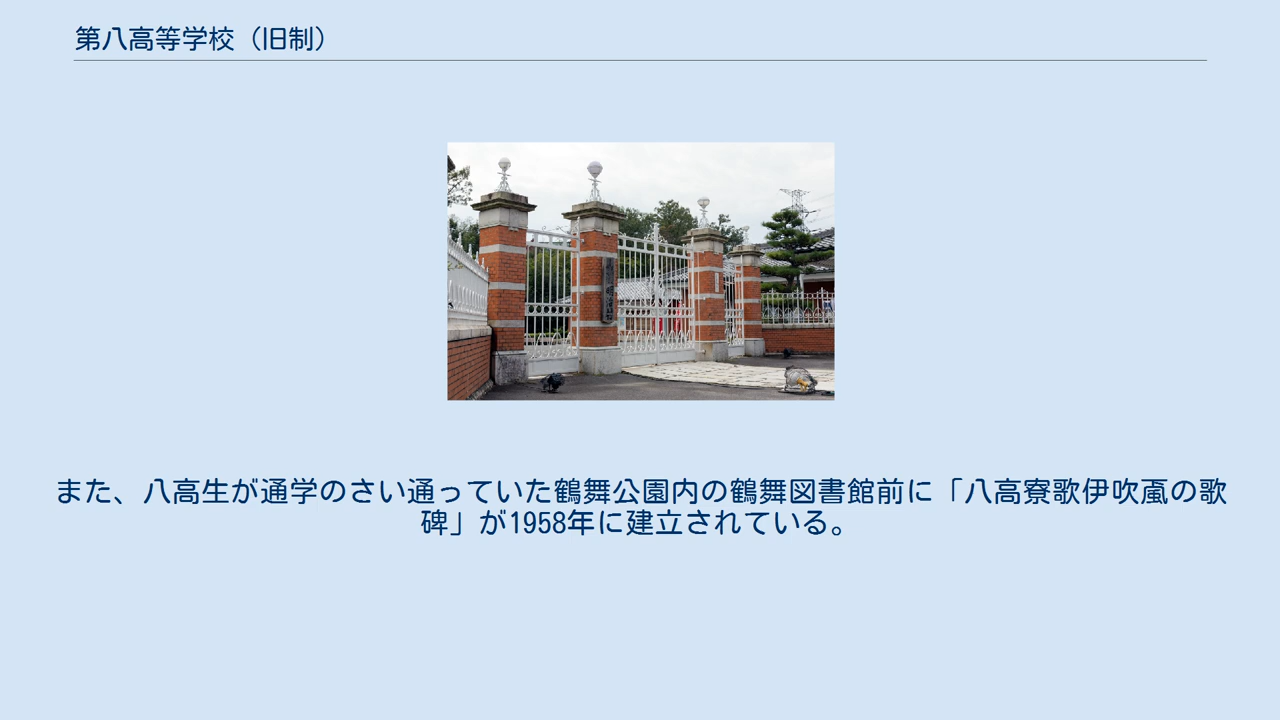 第八高等学校（旧制）
また、八高生が通学のさい通っていた鶴舞公園内の鶴舞図書館前に「八高寮歌伊吹颪の歌
碑」が1958年に建立されている。